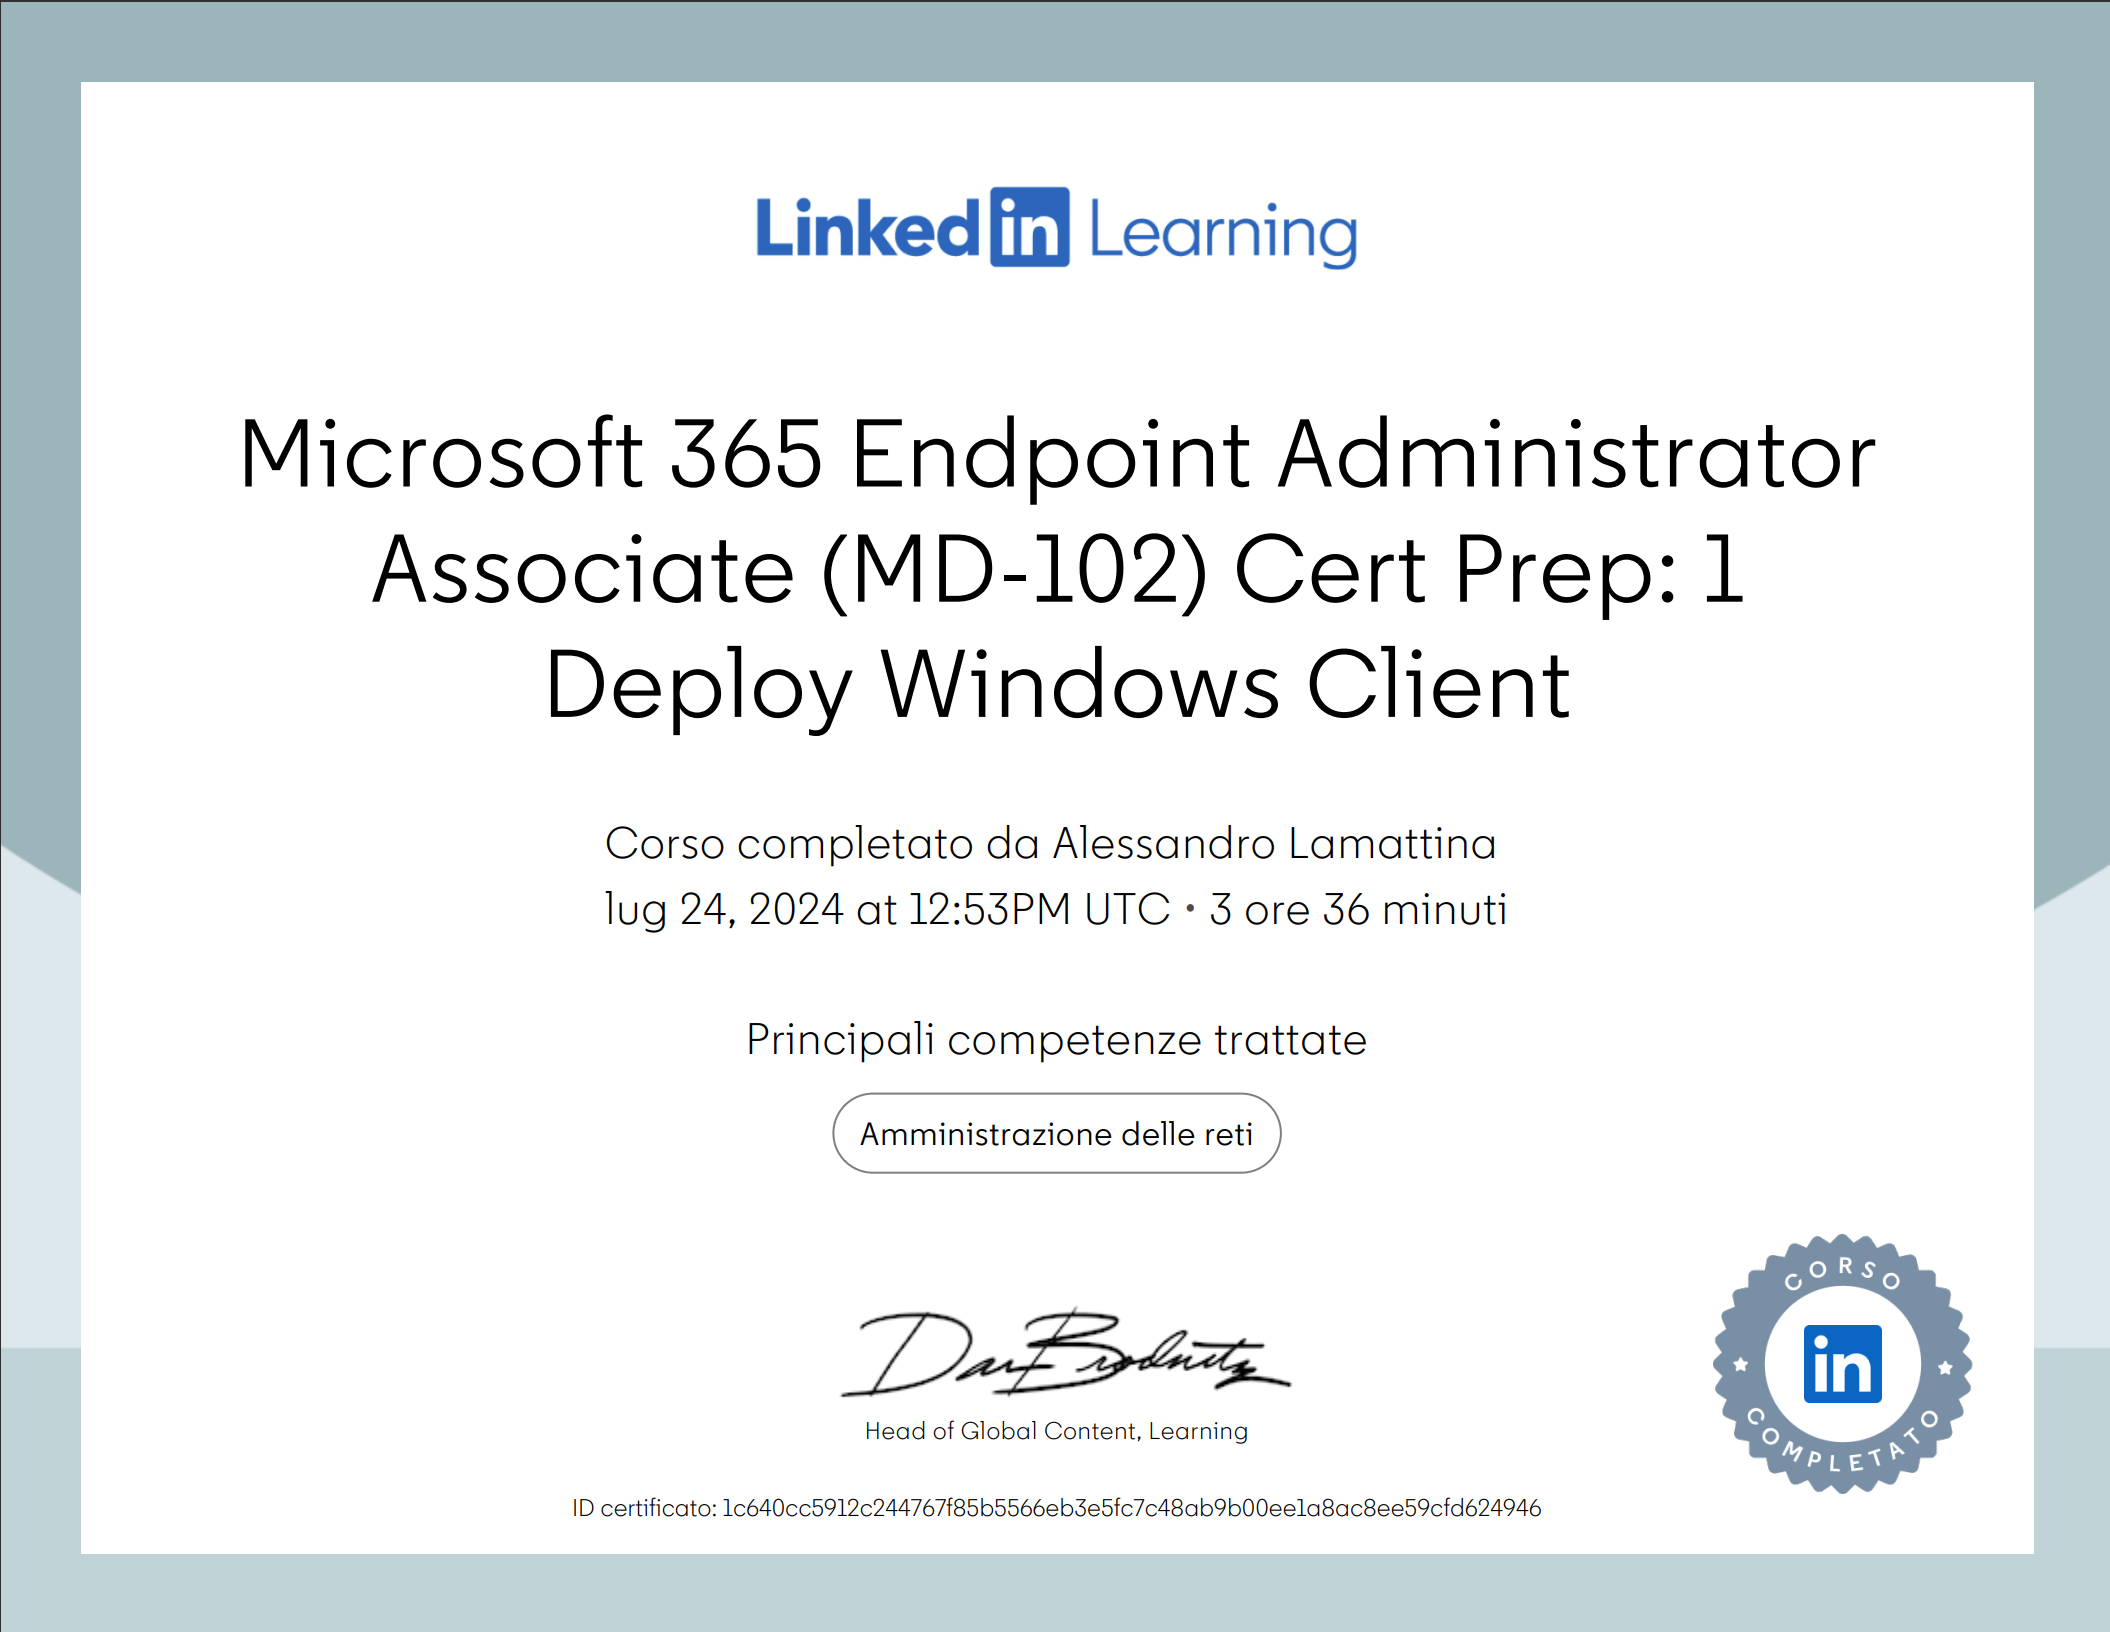 Linked in Learning
Microsoft 365 Endpoint Administrator
Associate (MD-102) Cert Prep: 1
Deploy Windows Client
Corso completato da Alessandro Lamattina
lug 24, 2024 at 12:53PM UTC • 3 ore 36 minuti
Principali competenze trattate
Amministrazione delle reti
Dan Brodnitz
Head of Global Content, Learning
ID certificato: 1c640cc5912c244767f85b5566eb3e5fc7c48ab9b00ee1a8ac8ee59cfd624946
CORSO
in
COMPLETATO